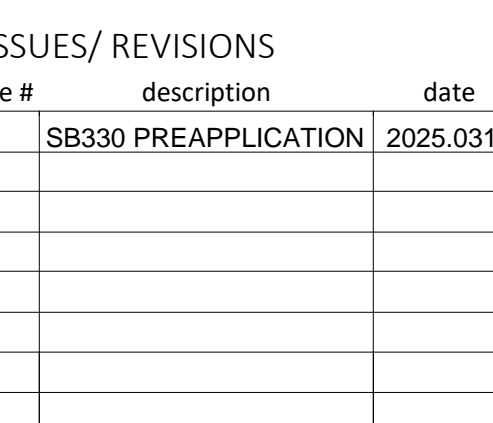 SSUES/ REVISIONS
e # description date
SB330 PREAPPLICATION 2025.031